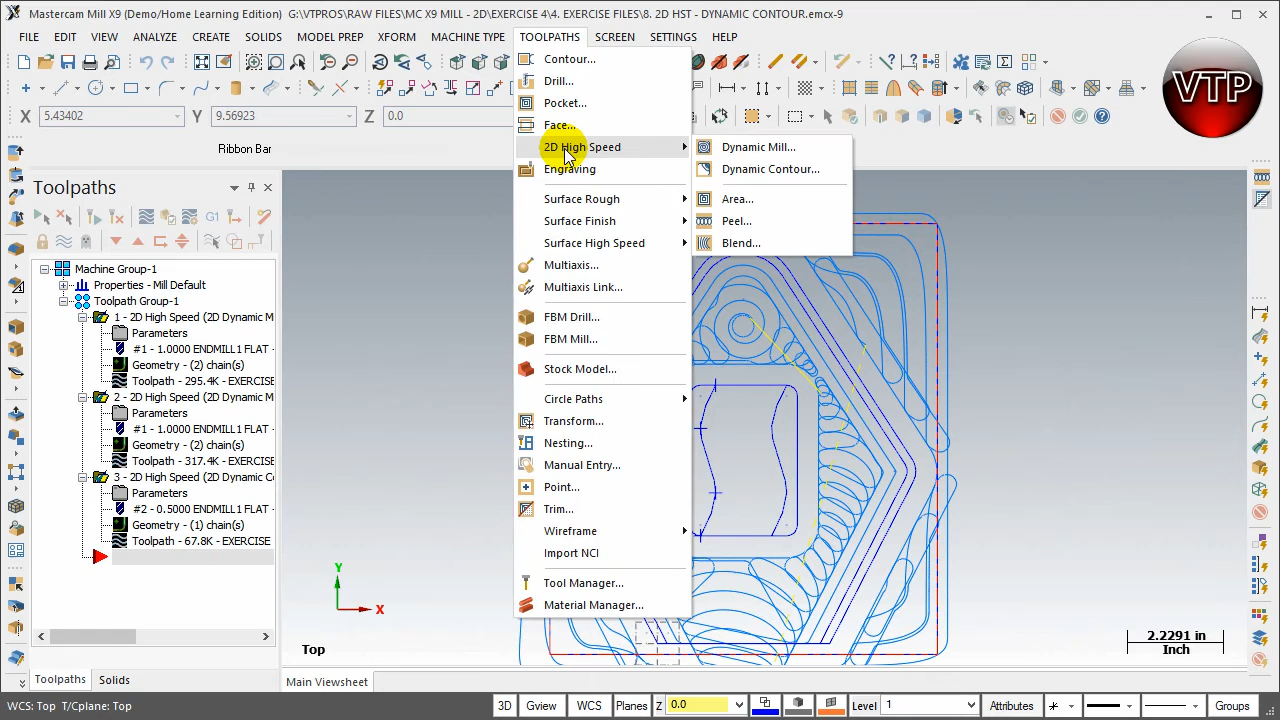 Mastercam Mill X9 (Demo/Home Learning Edition) G:\VTPROS\RAW FILES\MC X9 MILL - 2D\EXERCISE 4\4. EXERCISE FILES\8. 2D HST - DYNAMIC CONTOUR.emcx-9
FILE EDIT VIEW ANALYZE CREATE SOLIDS MODEL PREP XFORM MACHINE TYPE TOOLPATHS SCREEN SETTINGS HELP
X 5.43402 Y 9.56923 Z 0.0
Ribbon Bar
VTP
Toolpaths
G1
Machine Group-1
Properties - Mill Default
Toolpath Group-1
1 - 2D High Speed (2D Dynamic M
Parameters
#1 - 1.0000 ENDMILL1 FLAT -
Geometry - (2) chain(s)
Toolpath - 295.4K - EXERCISE
2 - 2D High Speed (2D Dynamic M
Parameters
#1 - 1.0000 ENDMILL1 FLAT -
Geometry - (2) chain(s)
Toolpath - 317.4K - EXERCISE
3 - 2D High Speed (2D Dynamic Co
Parameters
#2 - 0.5000 ENDMILL1 FLAT -
Geometry - (1) chain(s)
Toolpath - 67.8K - EXERCISE
Toolpaths Solids
Contour...
Drill...
Pocket...
Face...
2D High Speed
Engraving
Surface Rough
Surface Finish
Surface High Speed
Multiaxis...
Multiaxis Link...
FBM Drill...
FBM Mill...
Stock Model...
Circle Paths
Transform...
Nesting...
Manual Entry...
Point...
Trim...
Wireframe
Import NCI
Tool Manager...
Material Manager...
Dynamic Mill...
Dynamic Contour...
Area...
Peel...
Blend...
Y
X
Top
2.2291 in
Inch
Main Viewsheet
WCS: Top T/Cplane: Top 3D Gview WCS Planes Z 0.0 Level 1 Attributes Groups